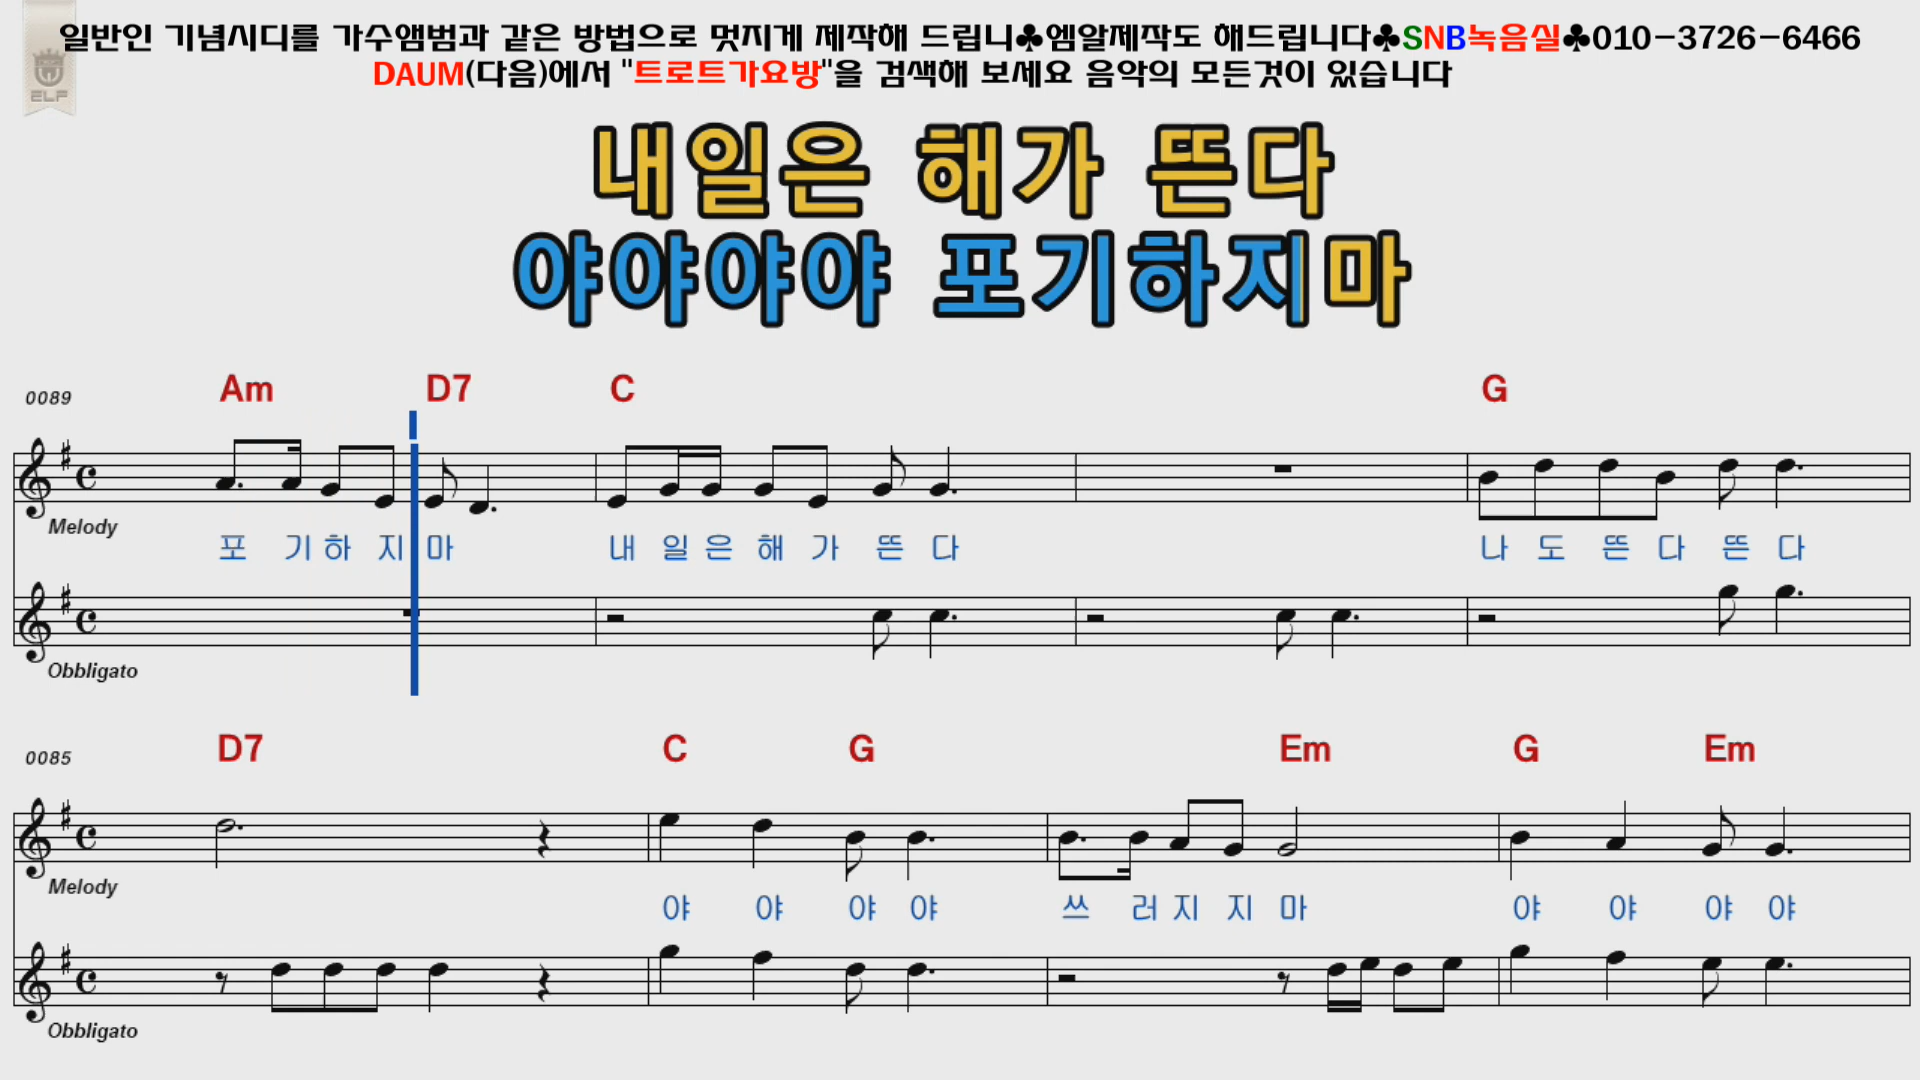 일반인 기념시디를 가수앨범과 같은 방법으로 멋지게 제작해 드립니♣엠알제작도 해드립니다♣SNB녹음실♣010-3726-6466
DAUM(다음)에서 "트로트가요방"을 검색해 보세요 음악의 모든것이 있습니다
ELF
내일은 해가 뜬다
야야야야 포기하지마
0089 Am D7 C G
Melody
포 기 하 지 마 내 일 은 해 가 뜬 다 나 도 뜬 다 뜬 다
Obbligato
0085 D7 C G Em G Em
Melody
야 야 야 야 쓰 러 지 지 마 야 야 야 야
Obbligato